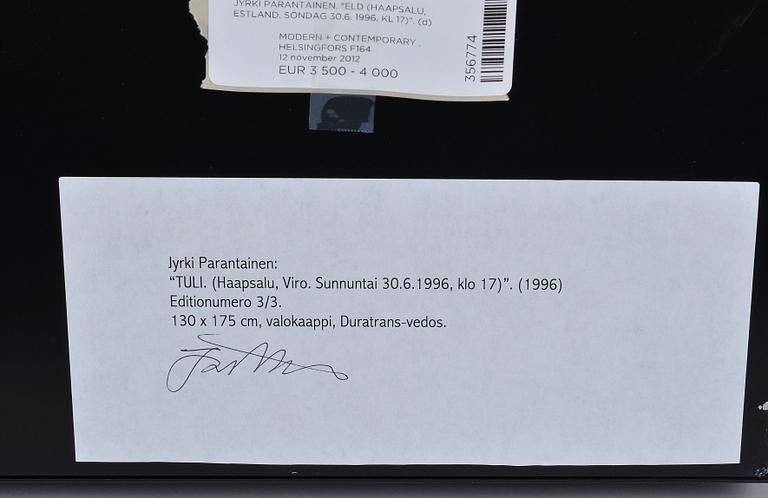 JYRKI PARANTAINEN. "ELD (HAAPSALU,
ESTLAND. SÖNDAG 30.6. 1996, KL 17)". (d)
MODERN + CONTEMPORARY
HELSINGFORS F164
12 november 2012
EUR 3 500 - 4 000
356774
Jyrki Parantainen:
“TULI. (Haapsalu, Viro. Sunnuntai 30.6.1996, klo 17)”. (1996)
Editionumero 3/3.
130 x 175 cm, valokaappi, Duratrans-vedos.